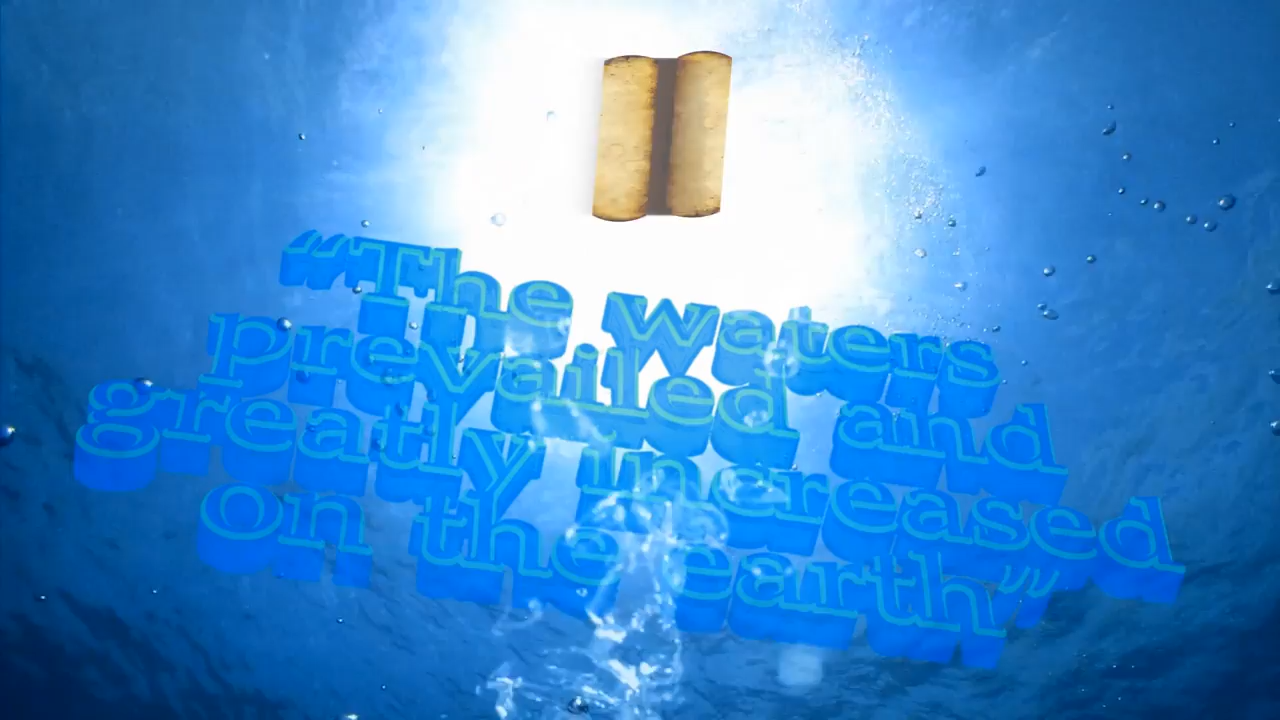 “The waters
prevailed and
greatly increased
on the earth”